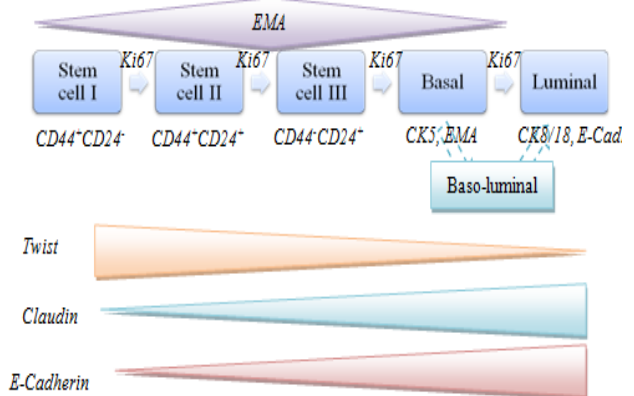 EMA
Ki67 Ki67 Ki67 Ki67
Stem cell I
Stem cell II
Stem cell III
Basal
Luminal
CD44⁺CD24⁻
CD44⁺CD24⁺
CD44⁻CD24⁺
CK5, EMA
CK8/18, E-Cad
Baso-luminal
Twist
Claudin
E-Cadherin